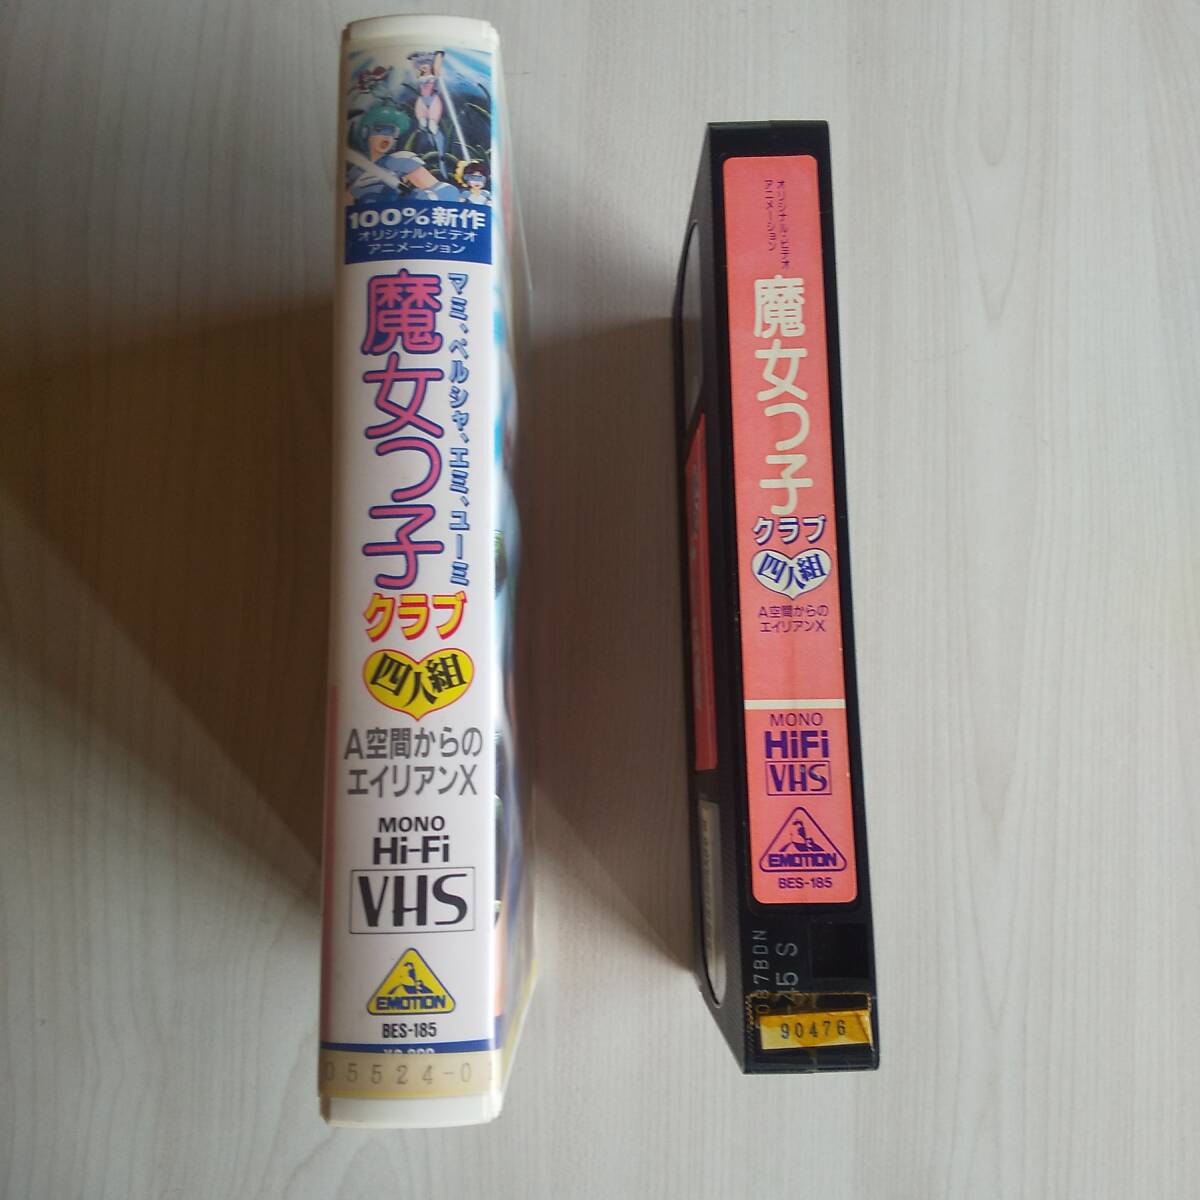 100%新作
オリジナル・ビデオ
アニメーション
マミ、ペルシャ、エミ、ユーミ
魔女っ子
クラブ
四人組
A空間からの
エイリアンX
MONO
Hi-Fi
VHS
EMOTION
BES-185
05524-0
オリジナル・ビデオ
アニメーション
魔女っ子
クラブ
四人組
A空間からの
エイリアンX
MONO
HiFi
VHS
EMOTION
BES-185
087BDN
-45 S
90476